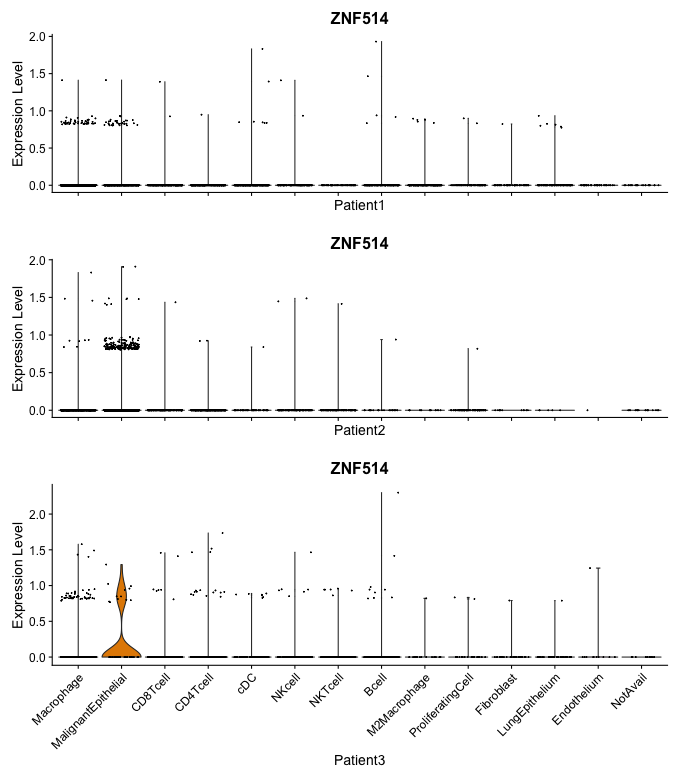 ZNF514
Expression Level
2.0
1.5
1.0
0.5
0.0
Patient1
ZNF514
Expression Level
2.0
1.5
1.0
0.5
0.0
Patient2
ZNF514
Expression Level
2.0
1.5
1.0
0.5
0.0
Macrophage
MalignantEpithelial
CD8Tcell
CD4Tcell
cDC
NKcell
NKTcell
Bcell
M2Macrophage
ProliferatingCell
Fibroblast
LungEpithelium
Endothelium
NotAvail
Patient3